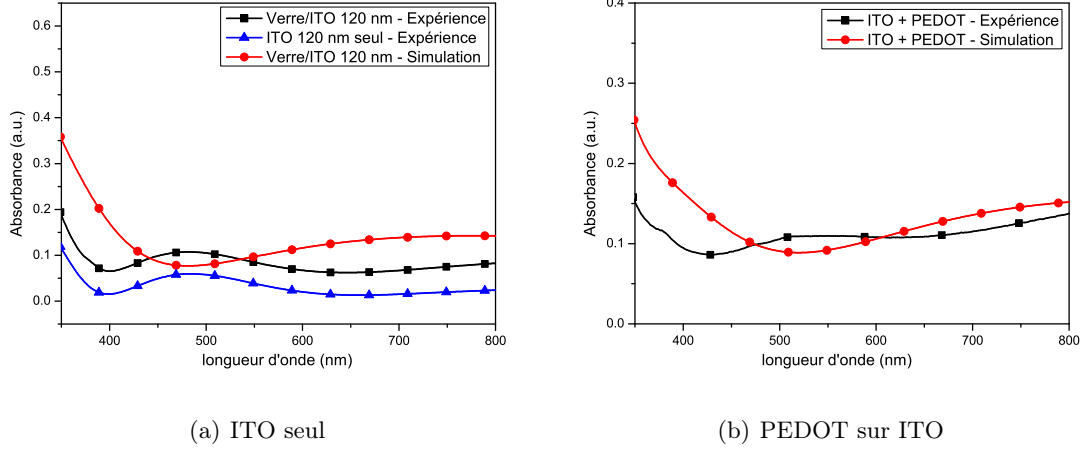 Verre/ITO 120 nm - Expérience
ITO 120 nm seul - Expérience
Verre/ITO 120 nm - Simulation
0.6
0.5
0.4
0.3
0.2
0.1
0.0
Absorbance (a.u.)
400 500 600 700 800
longueur d'onde (nm)
(a) ITO seul
ITO + PEDOT - Expérience
ITO + PEDOT - Simulation
0.4
0.3
0.2
0.1
0.0
Absorbance (a.u.)
400 500 600 700 800
longueur d'onde (nm)
(b) PEDOT sur ITO